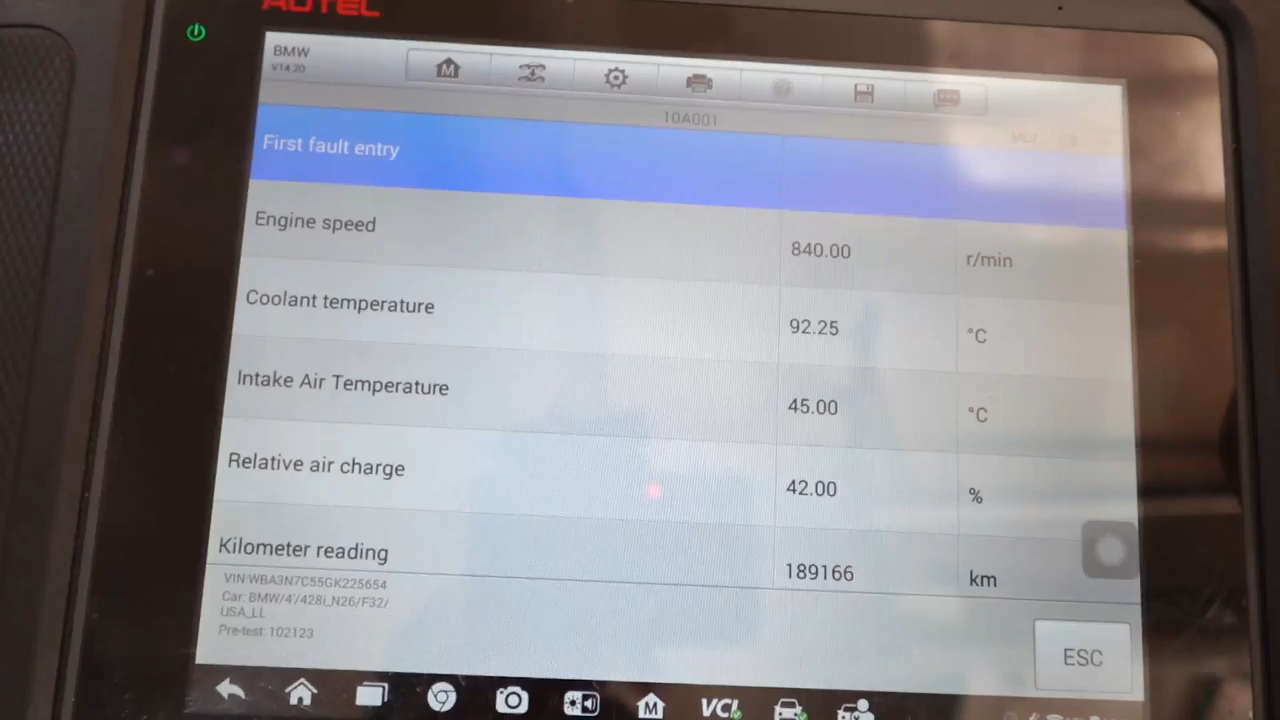 AUTEL
BMW
V14.20
M
10A001
First fault entry
Engine speed 840.00 r/min
Coolant temperature 92.25 °C
Intake Air Temperature 45.00 °C
Relative air charge 42.00 %
Kilometer reading 189166 km
VIN:WBA3N7C55GK225654
Car: BMW/4'/428i_N26/F32/
USA_LL
Pre-test: 102123
ESC
M VCI